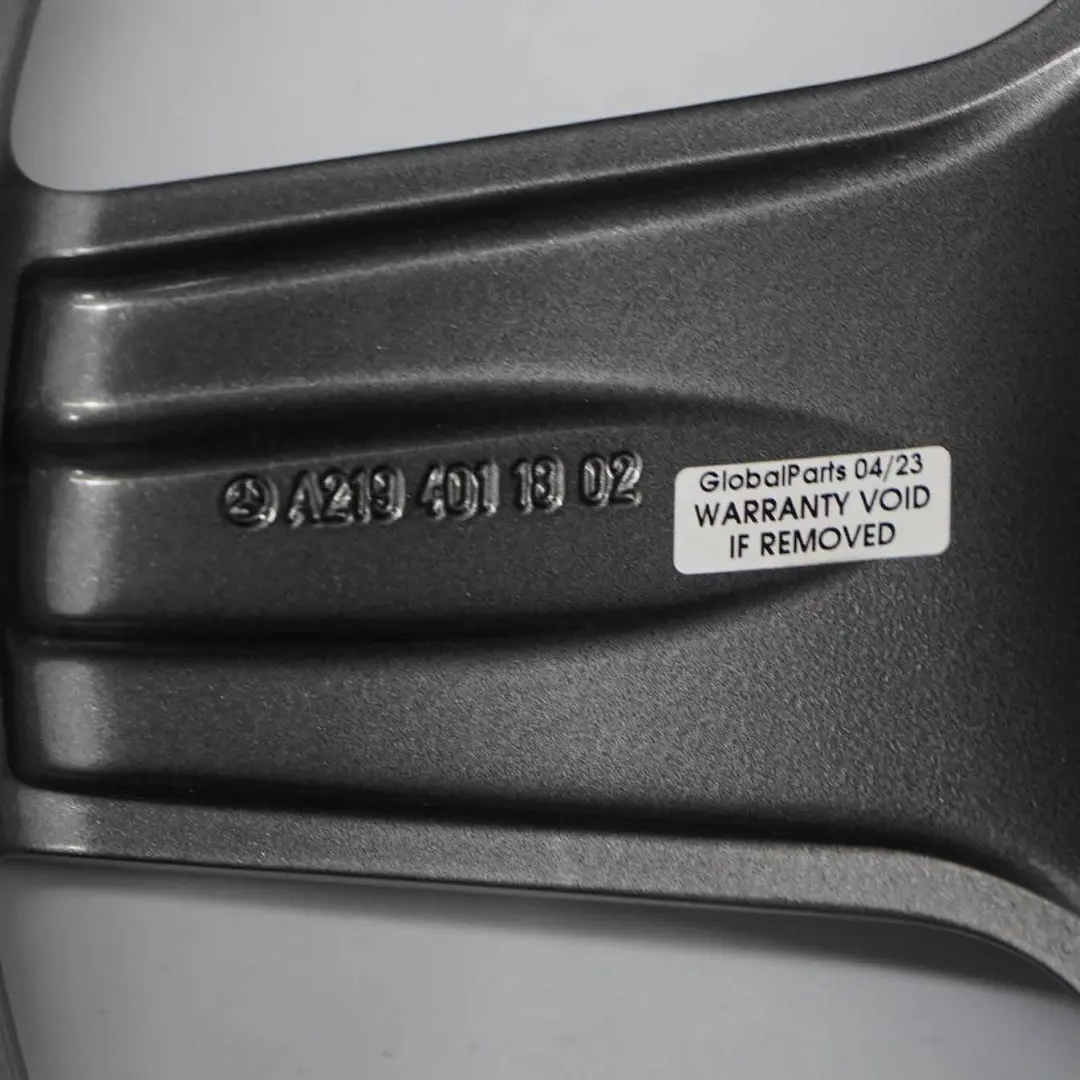 A219 401 18 02
GlobalParts 04/23
WARRANTY VOID
IF REMOVED